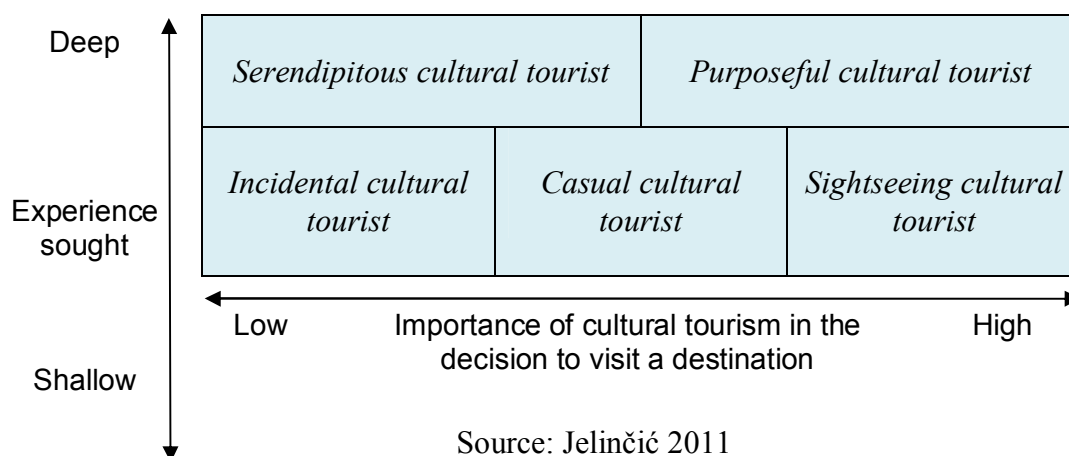 Deep
Serendipitous cultural tourist
Purposeful cultural tourist
Experience
sought
Incidental cultural
tourist
Casual cultural
tourist
Sightseeing cultural
tourist
Low
Importance of cultural tourism in the
decision to visit a destination
High
Shallow
Source: Jelinčić 2011